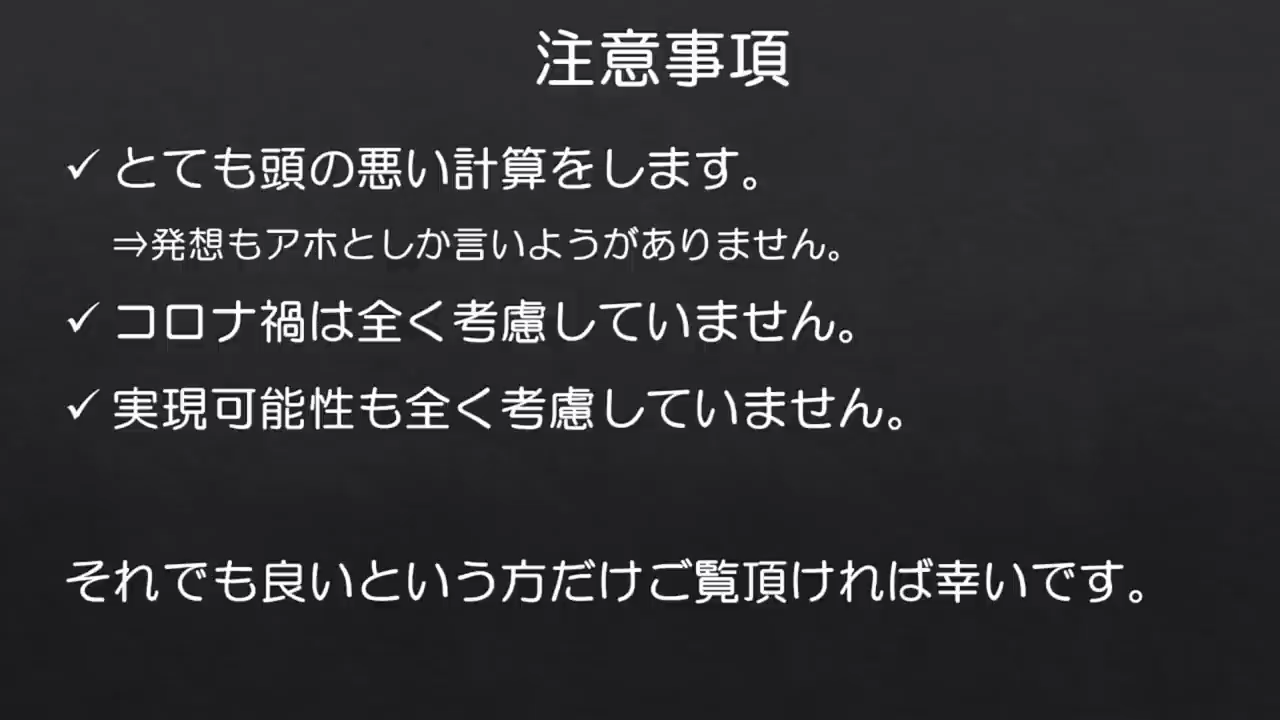 注意事項
✓ とても頭の悪い計算をします。
⇒発想もアホとしか言いようがありません。
✓ コロナ禍は全く考慮していません。
✓ 実現可能性も全く考慮していません。
それでも良いという方だけご覧頂ければ幸いです。